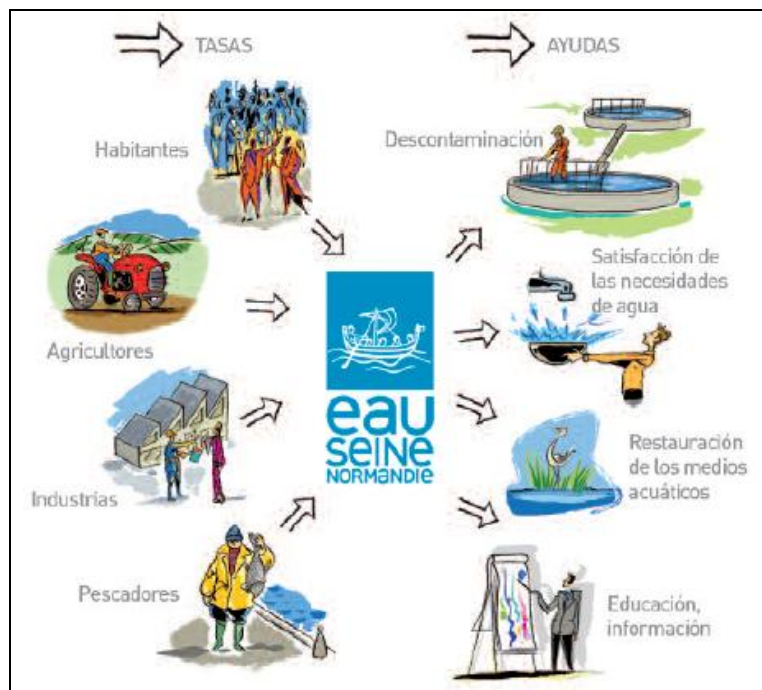 TASAS
AYUDAS
Habitantes
Descontaminación
Agricultores
Satisfacción de
las necesidades
de agua
eau
SEINE
NORMANDIE
Industrias
Restauración
de los medios
acuáticos
Pescadores
Educación,
información